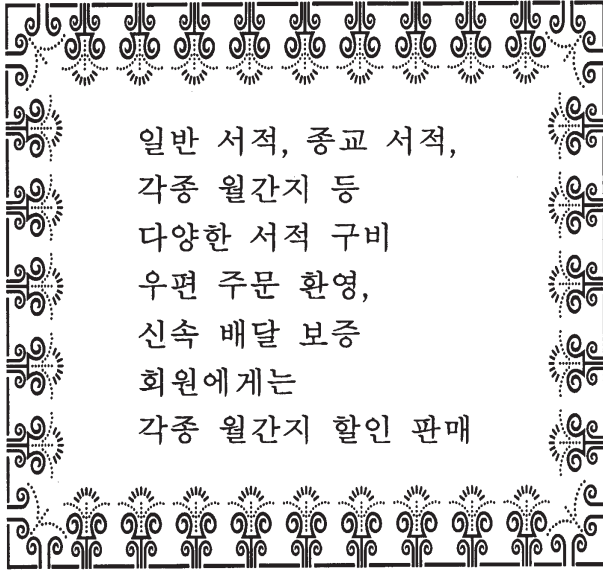 일반 서적, 종교 서적,
각종 월간지 등
다양한 서적 구비
우편 주문 환영,
신속 배달 보증
회원에게는
각종 월간지 할인 판매